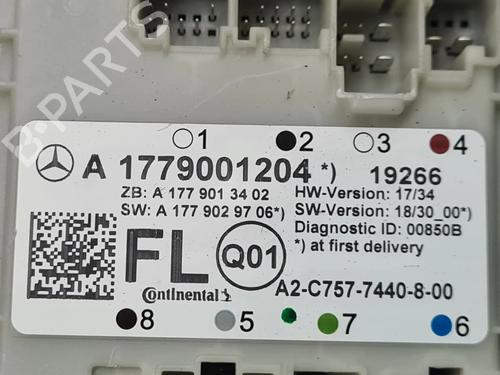 1 2 3 4
A 1779001204 *) 19266
ZB: A 177 901 34 02 HW-Version: 17/34
SW: A 177 902 97 06*) SW-Version: 18/30_00*)
Diagnostic ID: 00850B
*) at first delivery
FL Q01
Continental A2-C757-7440-8-00
8 5 7 6
B-PARTS